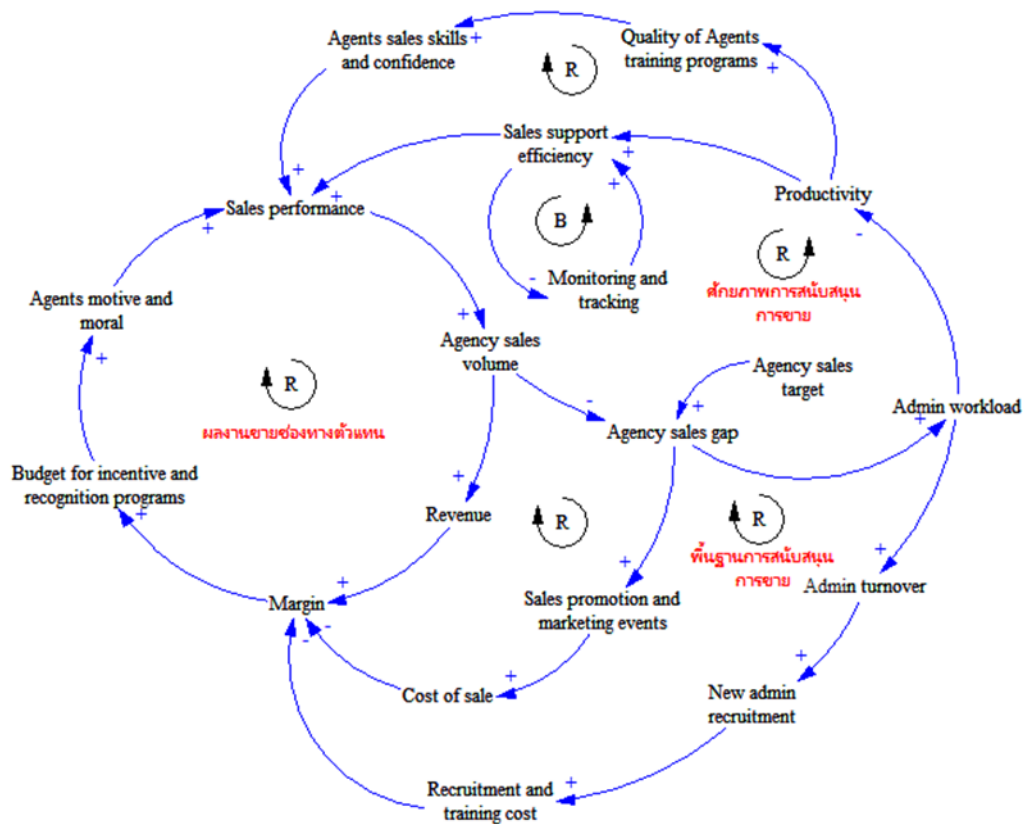 Agents sales skills
and confidence
+
Quality of Agents
training programs
+
R
Sales support
efficiency
+
+
+
+
Sales performance
Productivity
+
B
-
-
Monitoring and
tracking
R
ศักยภาพการสนับสนุน
การขาย
Agents motive and
moral
+
+
Agency sales
volume
R
Agency sales
target
ผลงานขายช่องทางตัวแทน
-
+
Agency sales gap
+
Admin workload
Budget for incentive and
recognition programs
+
+
Revenue
R
R
พื้นฐานการสนับสนุน
การขาย
+
+
+
Margin
-
-
Sales promotion and
marketing events
Admin turnover
+
+
Cost of sale
New admin
recruitment
+
Recruitment and
training cost